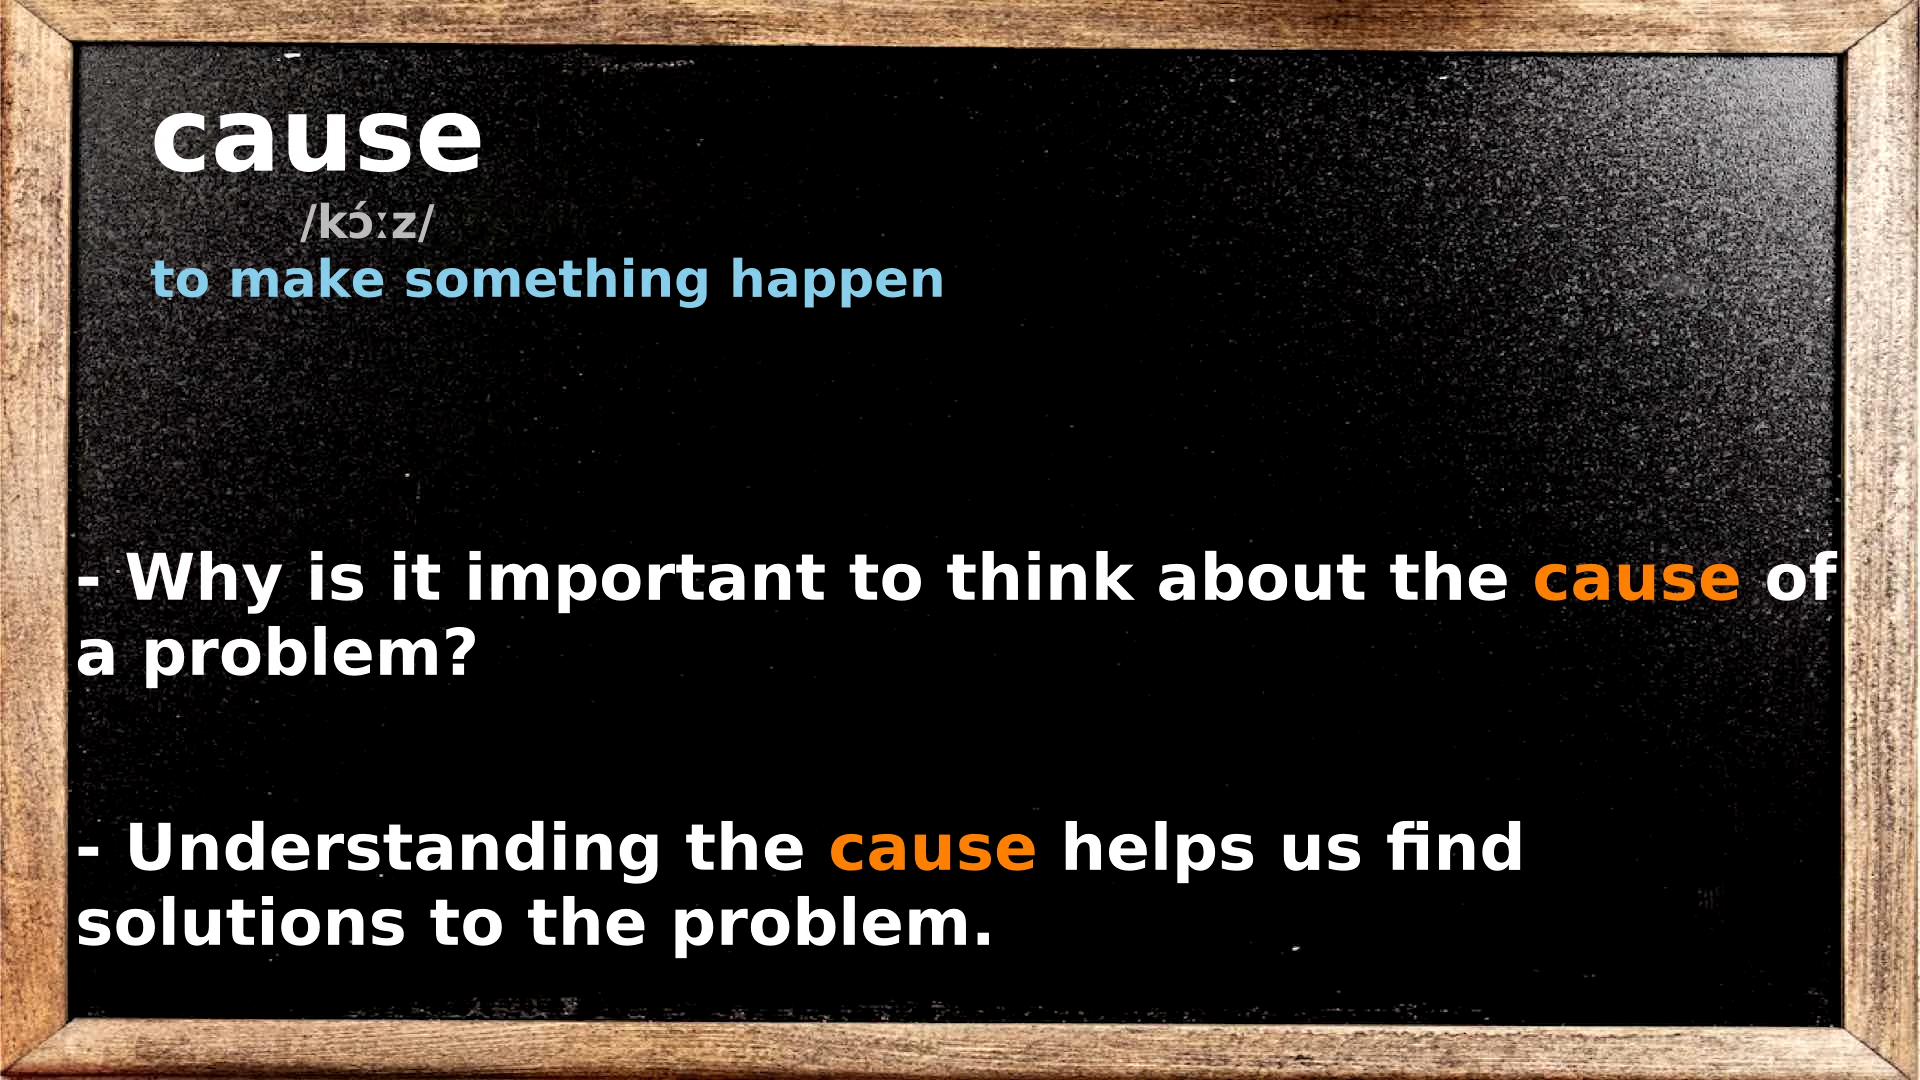 cause
/kɔ́ːz/
to make something happen
- Why is it important to think about the cause of
a problem?
- Understanding the cause helps us find
solutions to the problem.